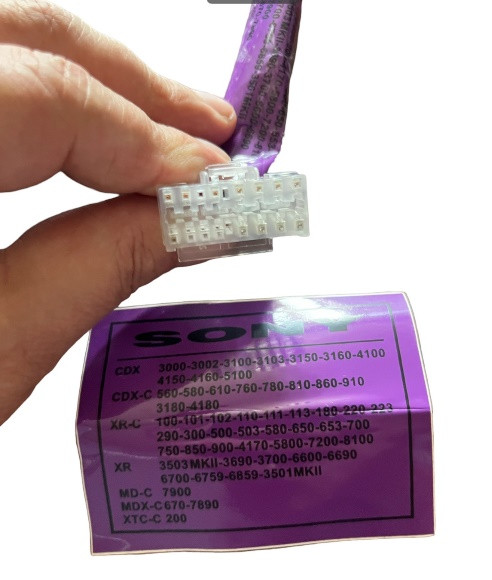 SONY
CDX 3000-3002-3100-3103-3150-3160-4100
4150-4160-5100
CDX-C 560-580-610-760-780-810-860-910
3180-4180
XR-C 100-101-102-110-111-113-180-220-223
290-300-500-503-580-650-653-700
750-850-900-4170-5800-7200-8100
XR 3503MKII-3690-3700-6600-6690
6700-6759-6859-3501MKII
MD-C 7900
MDX-C 670-7890
XTC-C 200